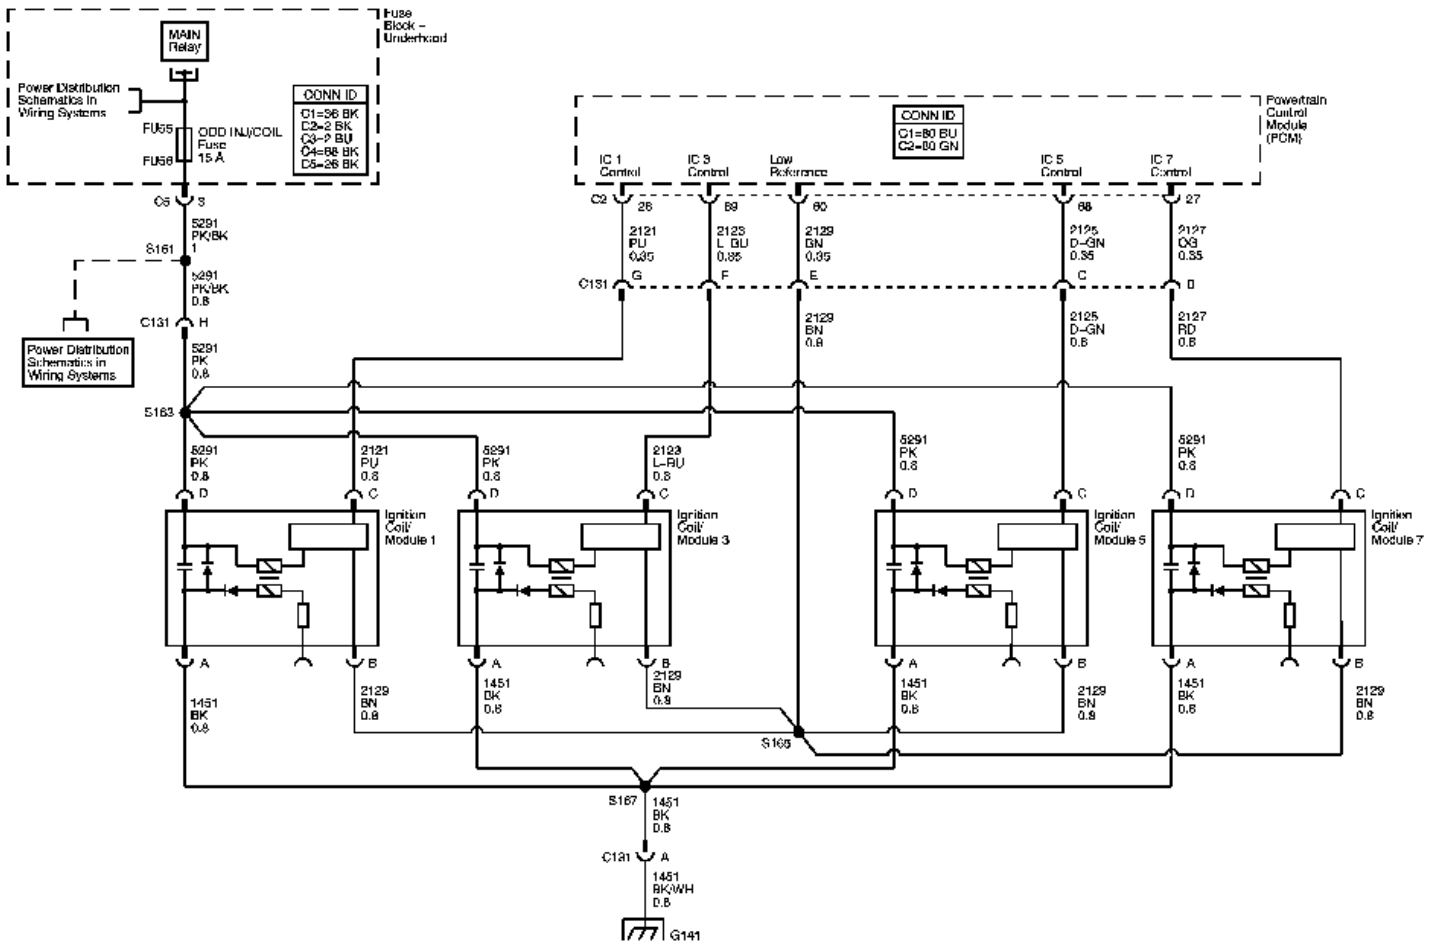 Fuse
Block –
Underhood
MAIN
Relay
Power Distribution
Schematics in
Wiring Systems
FU55
FU56
ODD INJ/COIL
Fuse
15 A
CONN ID
C1=36 BK
C2=2 BK
C3=2 BU
C4=68 BK
C5=26 BK
C5
3
5291
PK/BK
1
S161
5291
PK/BK
0.8
C131
H
Power Distribution
Schematics in
Wiring Systems
5291
PK
0.8
S163
Powertrain
Control
Module
(PCM)
CONN ID
C1=80 BU
C2=80 GN
IC 1
Control
IC 3
Control
Low
Reference
IC 5
Control
IC 7
Control
C2
26
69
60
68
27
2121
PU
0.35
2123
L-BU
0.35
2129
BN
0.35
2125
D-GN
0.35
2127
OG
0.35
C131
G
F
E
C
D
2129
BN
0.8
2125
D-GN
0.8
2127
RD
0.8
5291
PK
0.8
2121
PU
0.8
5291
PK
0.8
2123
L-BU
0.8
5291
PK
0.8
5291
PK
0.8
D
C
D
C
D
C
D
C
Ignition
Coil/
Module 1
Ignition
Coil/
Module 3
Ignition
Coil/
Module 5
Ignition
Coil/
Module 7
A
B
A
B
A
B
A
B
1451
BK
0.8
2129
BN
0.8
1451
BK
0.8
2129
BN
0.8
1451
BK
0.8
2129
BN
0.8
1451
BK
0.8
2129
BN
0.8
S165
S167
1451
BK
0.8
C131
A
1451
BK/WH
0.8
G141